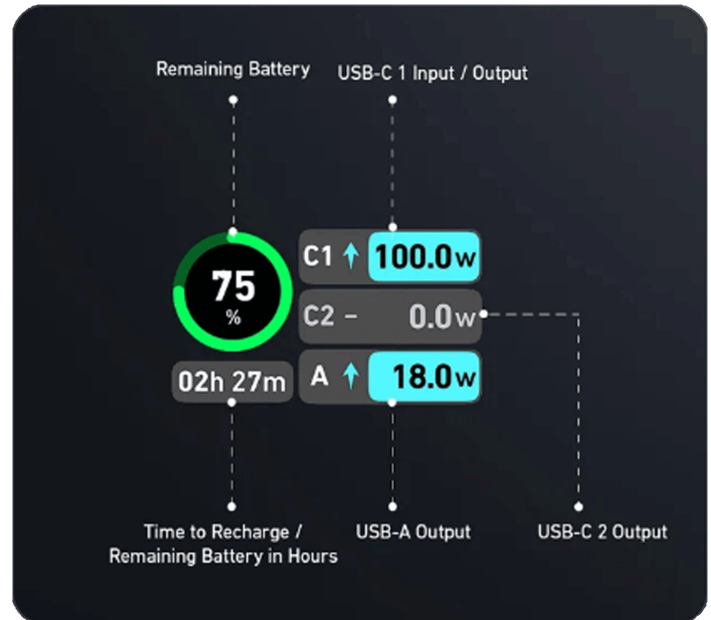 Remaining Battery
USB-C 1 Input / Output
75
%
C1 ↑ 100.0w
C2 – 0.0w
A ↑ 18.0w
02h 27m
Time to Recharge /
Remaining Battery in Hours
USB-A Output
USB-C 2 Output